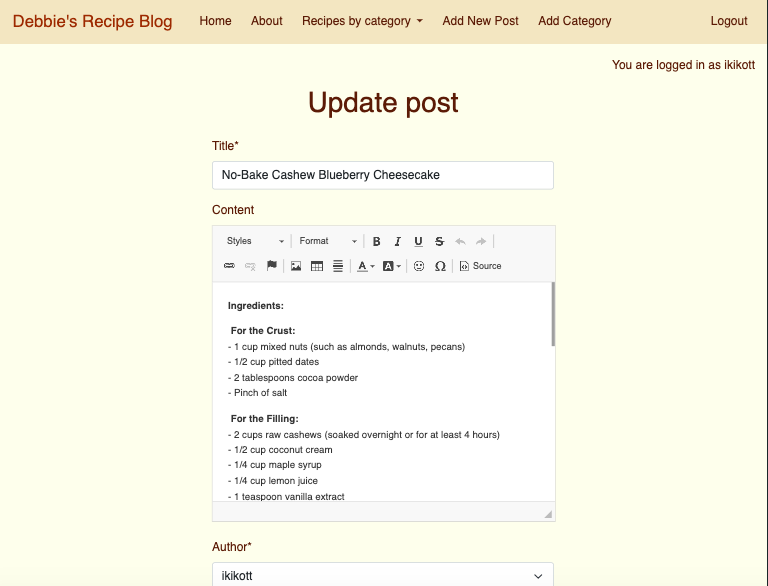 Debbie's Recipe Blog Home About Recipes by category Add New Post Add Category Logout
You are logged in as ikikott
Update post
Title*
No-Bake Cashew Blueberry Cheesecake
Content
Styles Format B I U S
A A Ω Source
Ingredients:
For the Crust:
- 1 cup mixed nuts (such as almonds, walnuts, pecans)
- 1/2 cup pitted dates
- 2 tablespoons cocoa powder
- Pinch of salt
For the Filling:
- 2 cups raw cashews (soaked overnight or for at least 4 hours)
- 1/2 cup coconut cream
- 1/4 cup maple syrup
- 1/4 cup lemon juice
- 1 teaspoon vanilla extract
Author*
ikikott